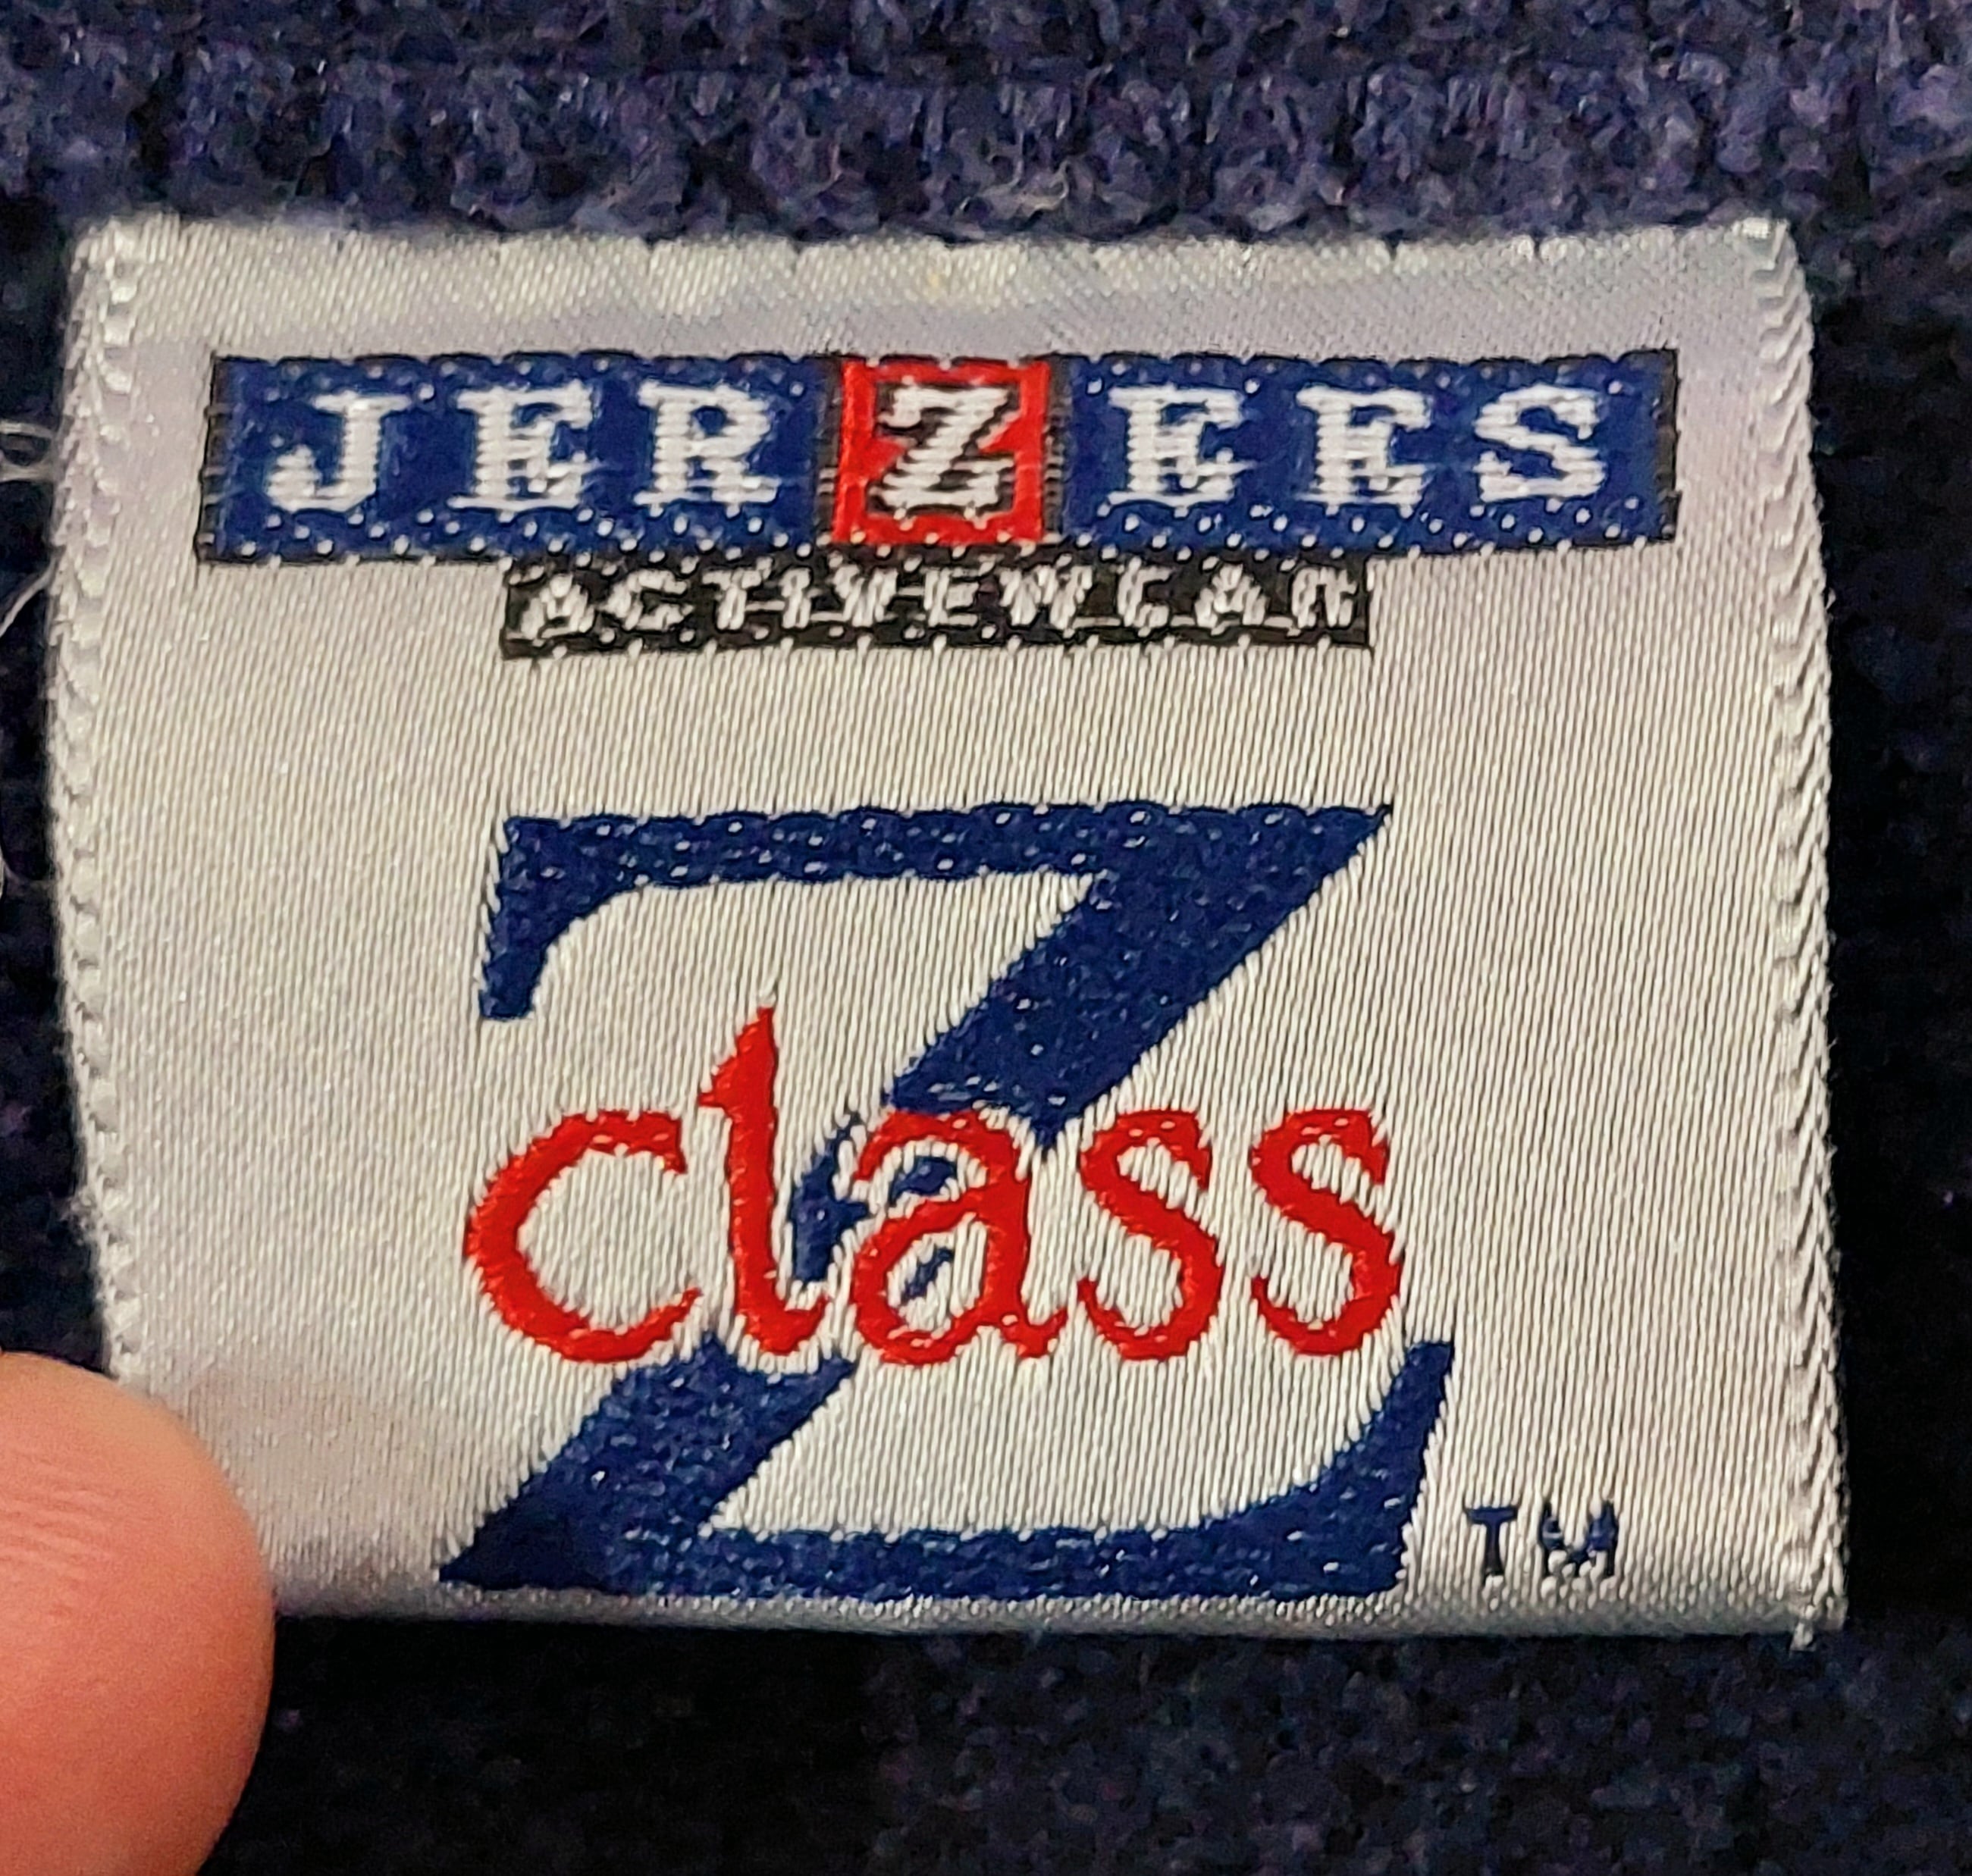 JERZEES
ACTIVEWEAR
Z
class
TM